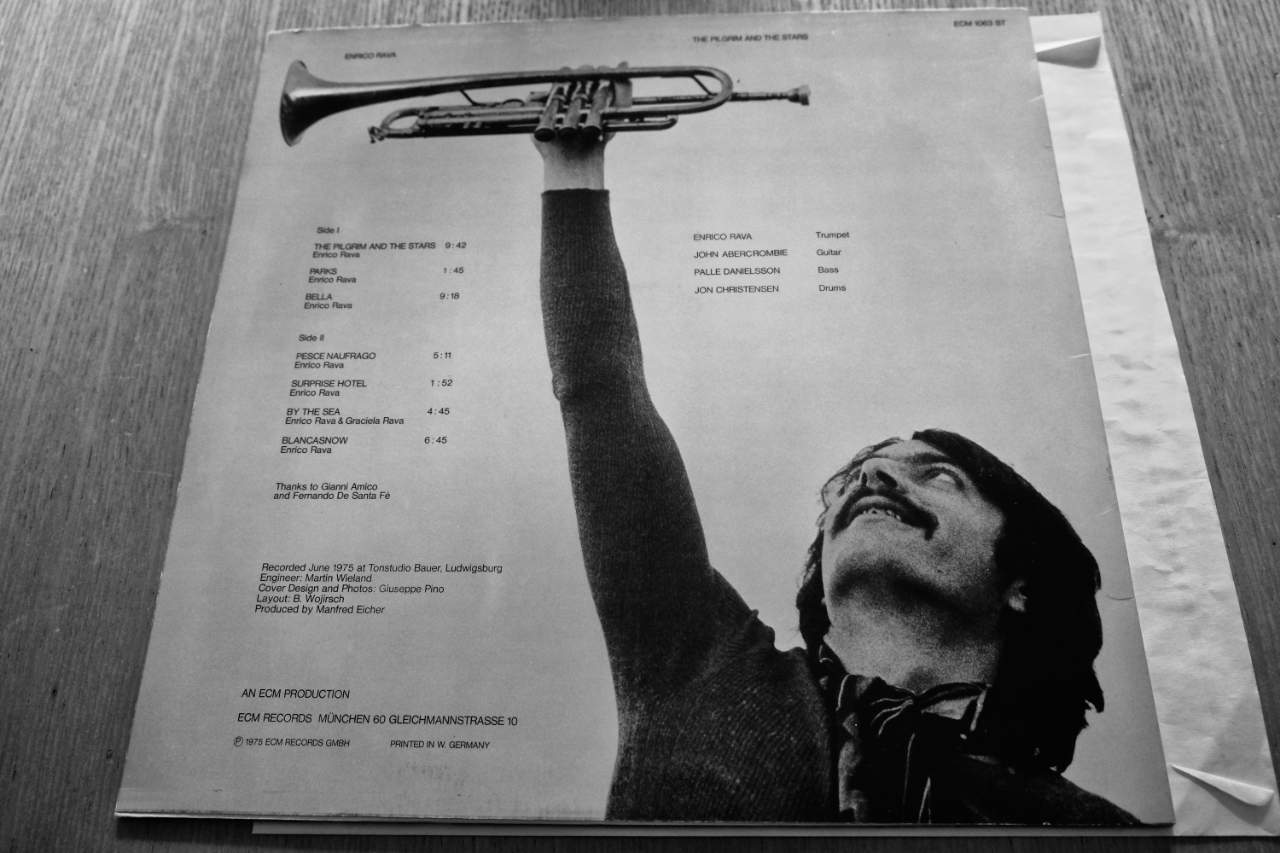 ENRICO RAVA
THE PILGRIM AND THE STARS
ECM 1063 ST
Side I
THE PILGRIM AND THE STARS 9:42
Enrico Rava
PARKS 1:45
Enrico Rava
BELLA 9:18
Enrico Rava
Side II
PESCE NAUFRAGO 5:11
Enrico Rava
SURPRISE HOTEL 1:52
Enrico Rava
BY THE SEA 4:45
Enrico Rava & Graciela Rava
BLANCASNOW 6:45
Enrico Rava
Thanks to Gianni Amico
and Fernando De Santa Fè
ENRICO RAVA Trumpet
JOHN ABERCROMBIE Guitar
PALLE DANIELSSON Bass
JON CHRISTENSEN Drums
Recorded June 1975 at Tonstudio Bauer, Ludwigsburg
Engineer: Martin Wieland
Cover Design and Photos: Giuseppe Pino
Layout: B. Wojirsch
Produced by Manfred Eicher
AN ECM PRODUCTION
ECM RECORDS MÜNCHEN 60 GLEICHMANNSTRASSE 10
℗ 1975 ECM RECORDS GMBH PRINTED IN W. GERMANY